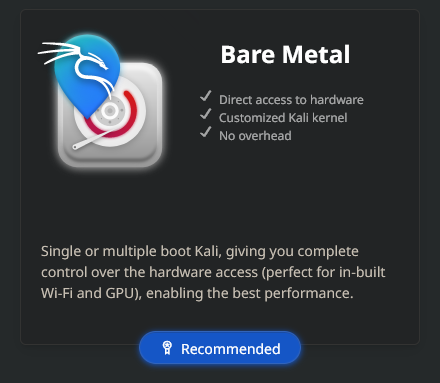 Bare Metal
Direct access to hardware
Customized Kali kernel
No overhead
Single or multiple boot Kali, giving you complete
control over the hardware access (perfect for in-built
Wi-Fi and GPU), enabling the best performance.
Recommended